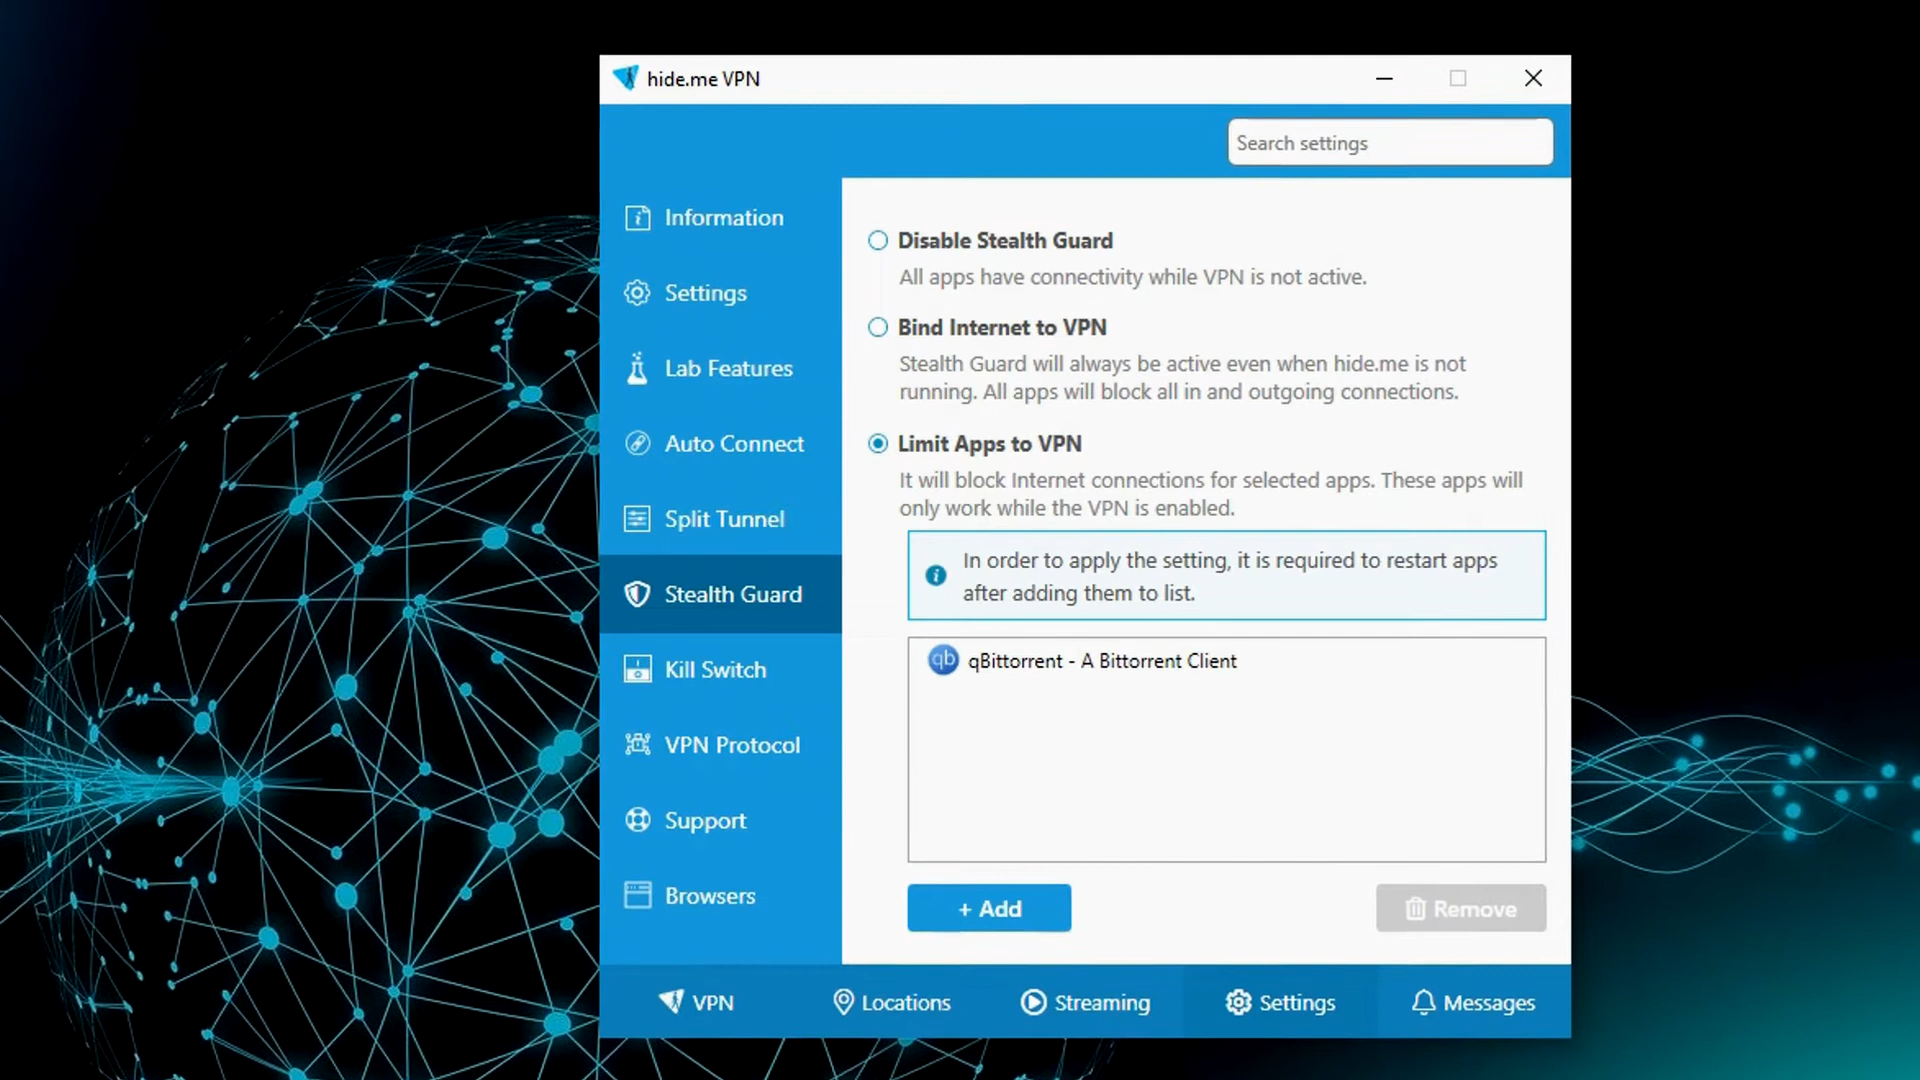 hide.me VPN
Search settings
Information
Settings
Lab Features
Auto Connect
Split Tunnel
Stealth Guard
Kill Switch
VPN Protocol
Support
Browsers
Disable Stealth Guard
All apps have connectivity while VPN is not active.
Bind Internet to VPN
Stealth Guard will always be active even when hide.me is not
running. All apps will block all in and outgoing connections.
Limit Apps to VPN
It will block Internet connections for selected apps. These apps will
only work while the VPN is enabled.
In order to apply the setting, it is required to restart apps
after adding them to list.
qb qBittorrent - A Bittorrent Client
+ Add
Remove
VPN
Locations
Streaming
Settings
Messages